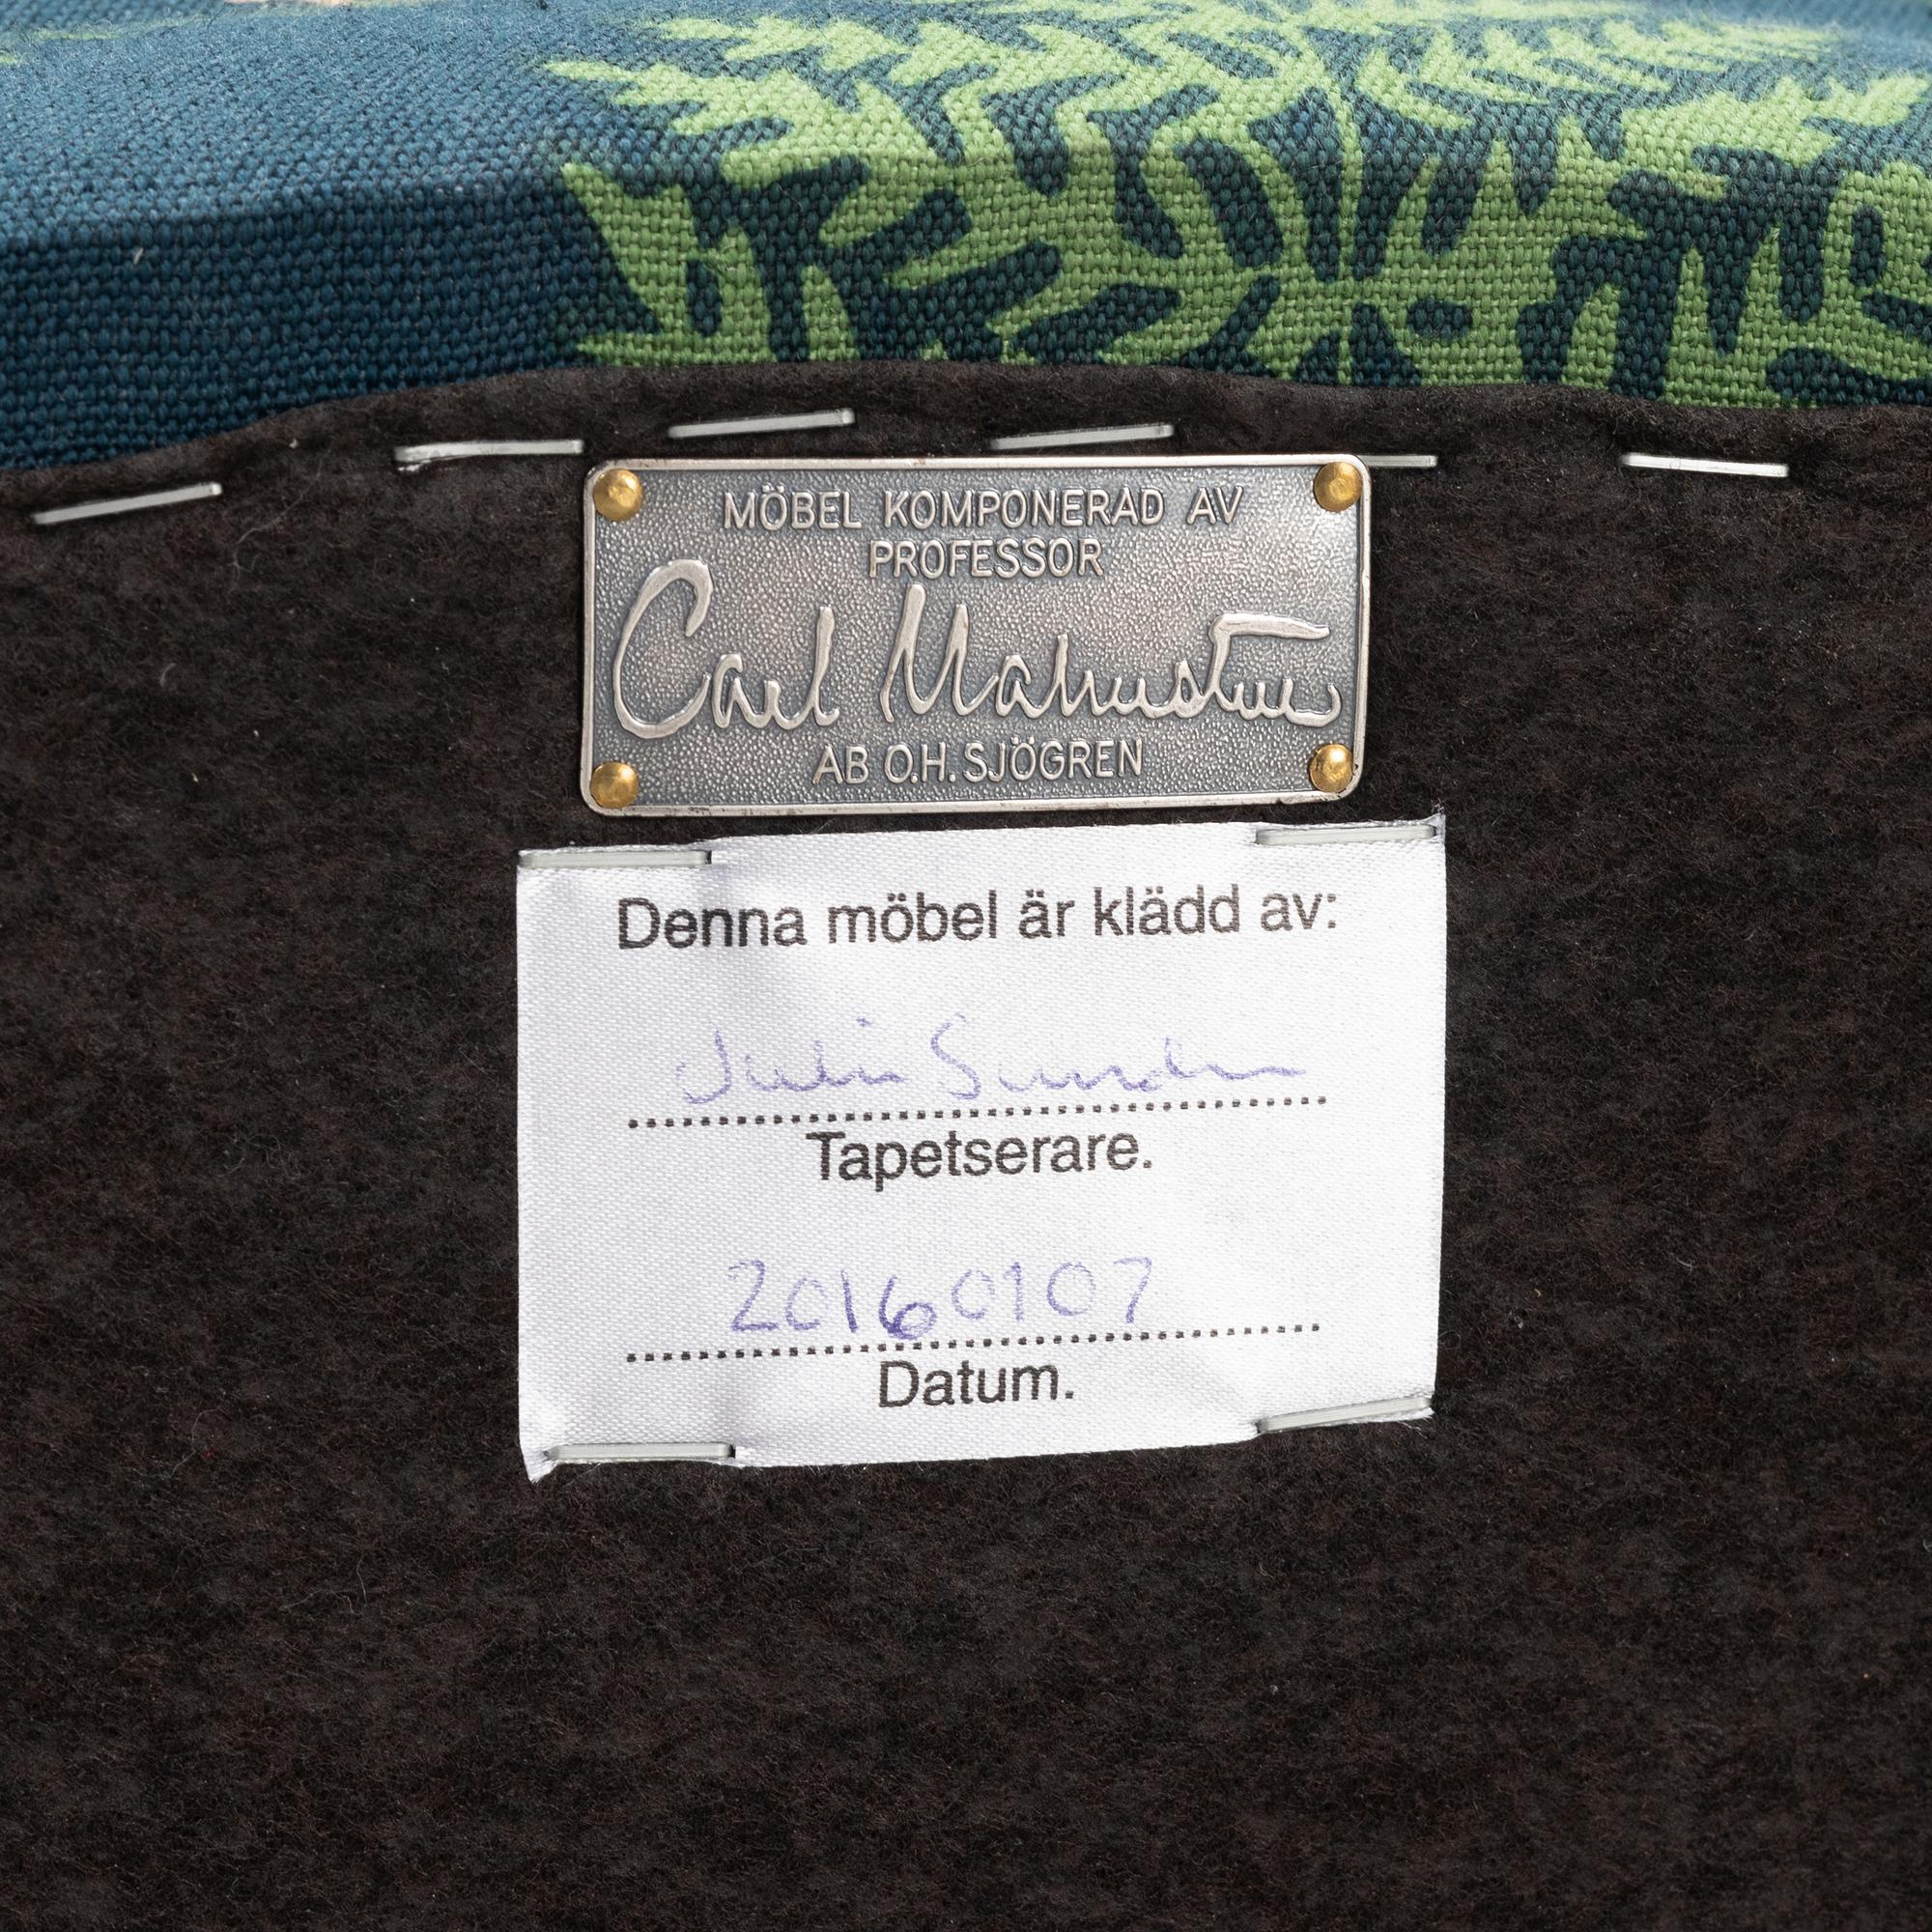 MÖBEL KOMPONERAD AV
PROFESSOR
Carl Malmsten
AB O.H. SJÖGREN
Denna möbel är klädd av:
Tapetserare.
20160107
Datum.